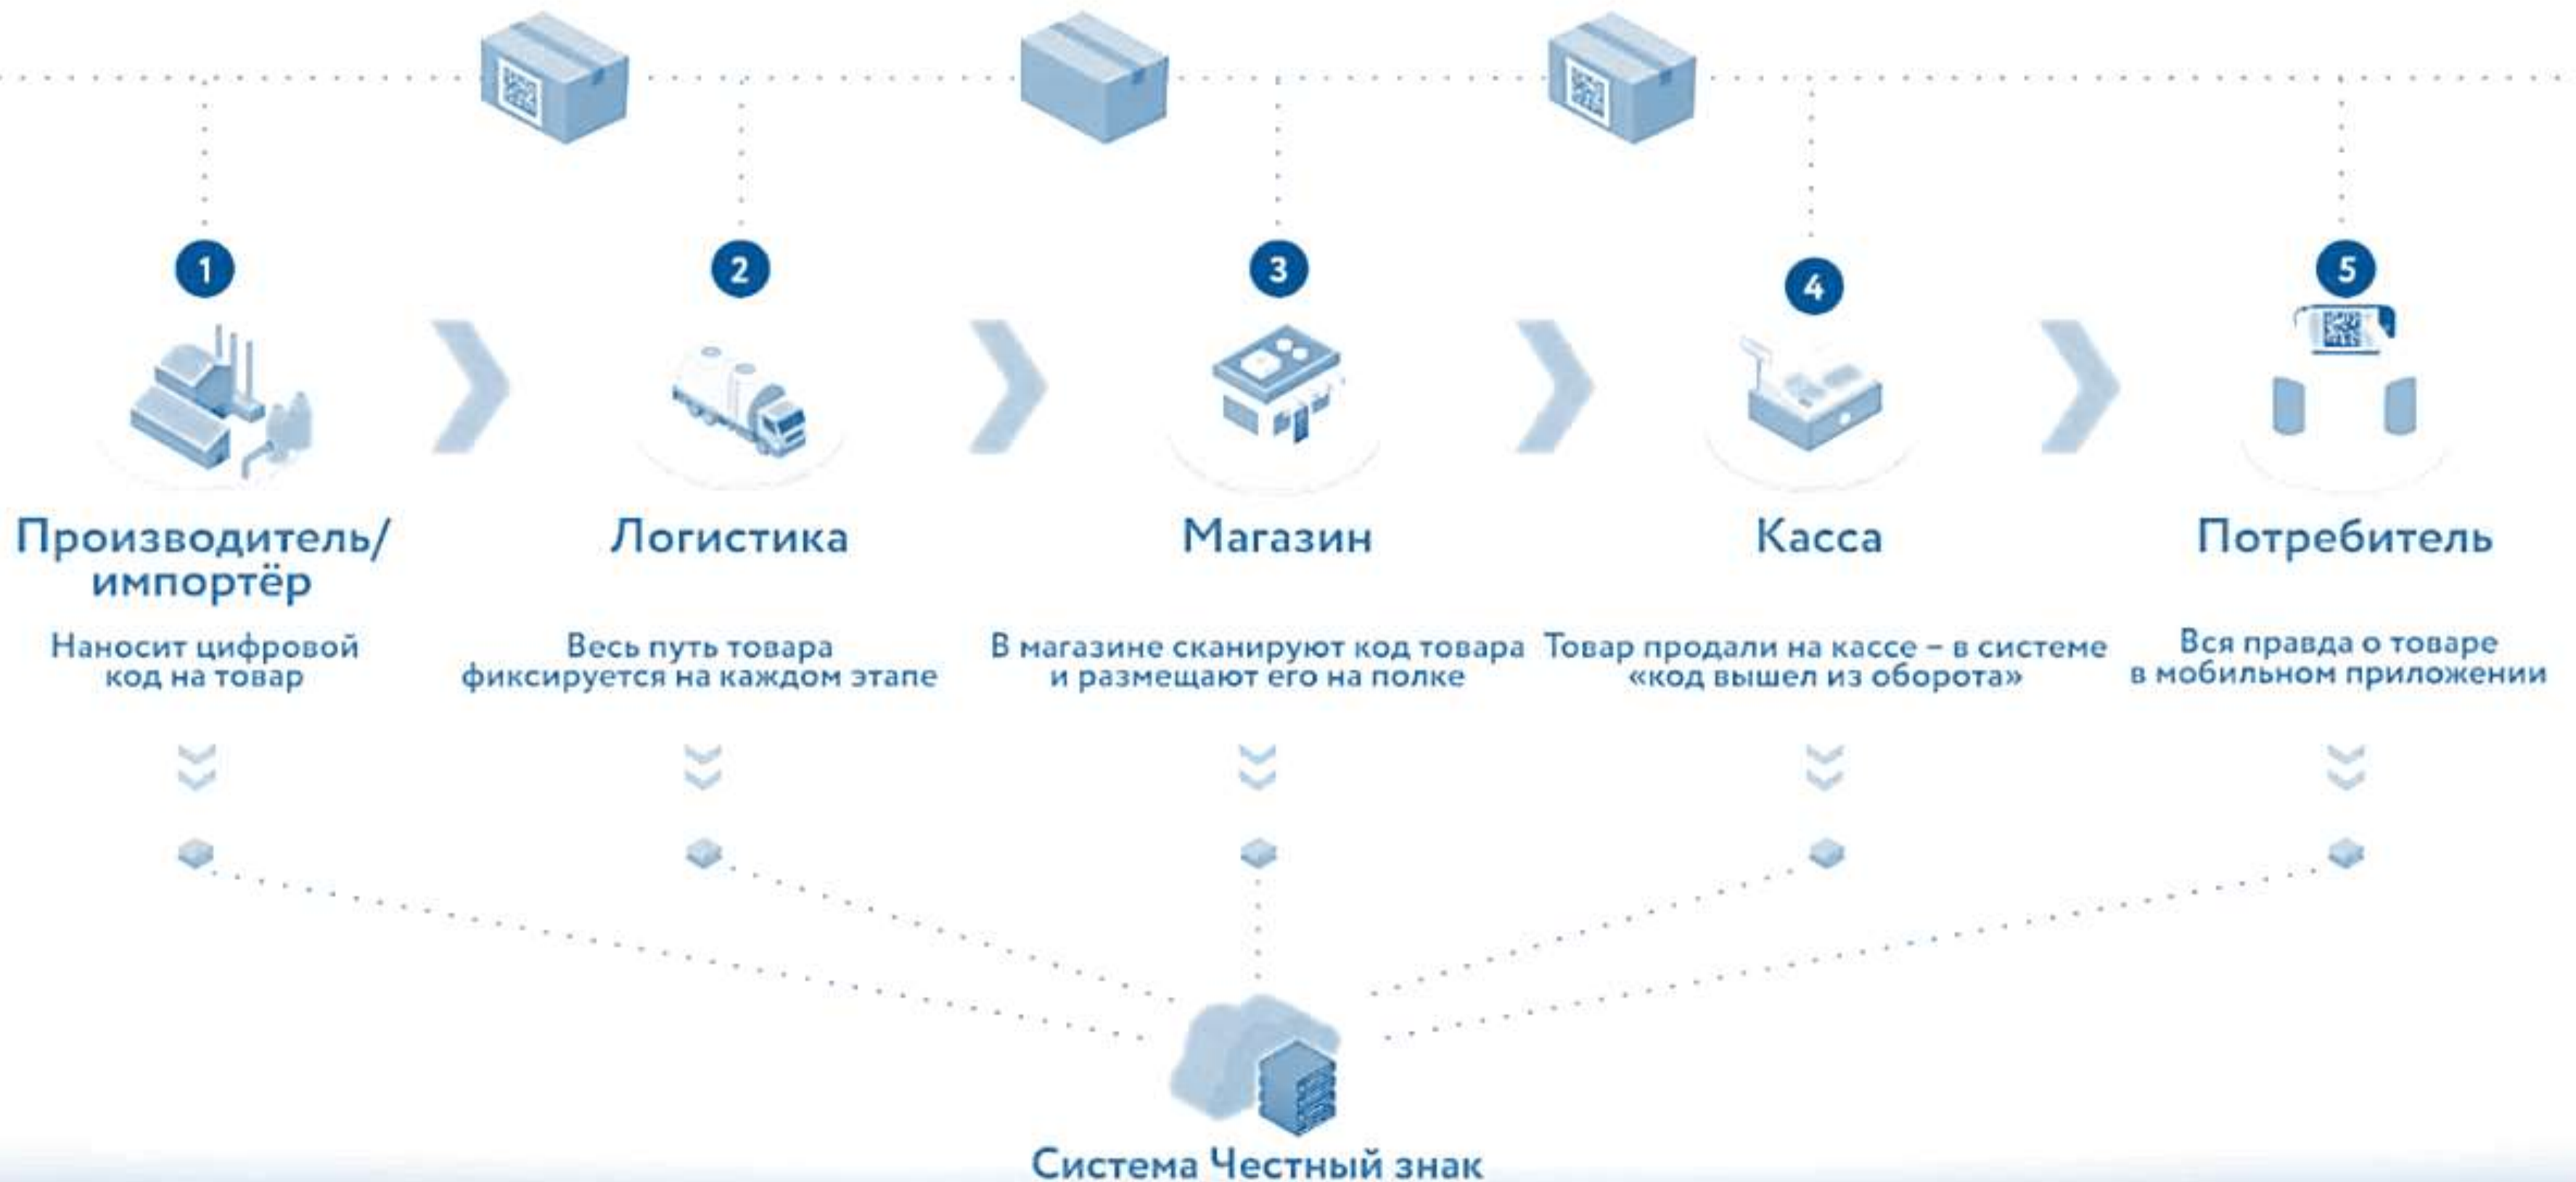 1
2
3
4
5
Производитель/
импортёр
Наносит цифровой
код на товар
Логистика
Весь путь товара
фиксируется на каждом этапе
Магазин
В магазине сканируют код товара
и размещают его на полке
Касса
Товар продали на кассе – в системе
«код вышел из оборота»
Потребитель
Вся правда о товаре
в мобильном приложении
Система Честный знак